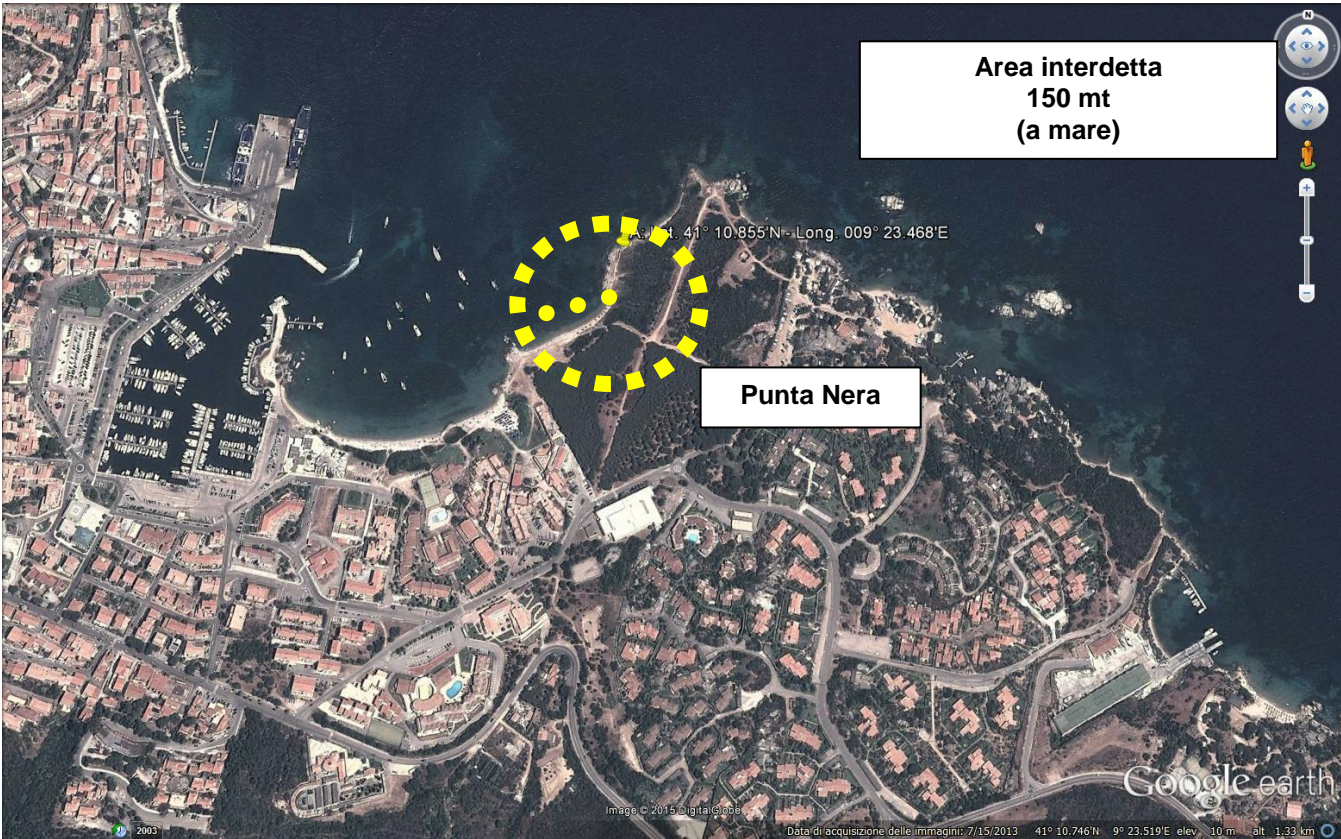 N
Area interdetta
150 mt
(a mare)
41° 10.855'N - Long. 009° 23.468'E
Punta Nera
Google earth
Image © 2015 DigitalGlobe
2003
Data di acquisizione delle immagini: 7/15/2013 41° 10.746'N 9° 23.519'E elev 10 m alt 1.33 km